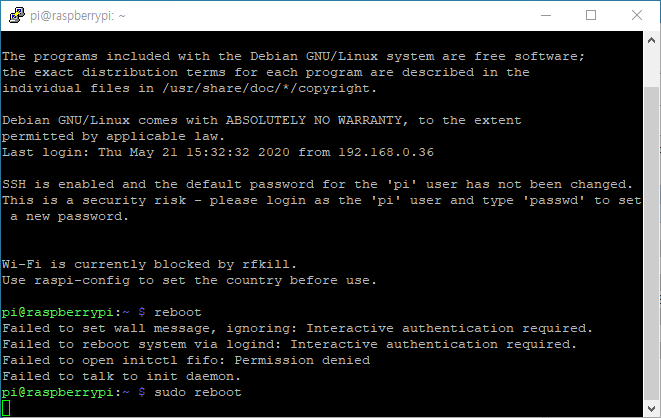 pi@raspberrypi: ~
The programs included with the Debian GNU/Linux system are free software;
the exact distribution terms for each program are described in the
individual files in /usr/share/doc/*/copyright.
Debian GNU/Linux comes with ABSOLUTELY NO WARRANTY, to the extent
permitted by applicable law.
Last login: Thu May 21 15:32:32 2020 from 192.168.0.36
SSH is enabled and the default password for the 'pi' user has not been changed.
This is a security risk - please login as the 'pi' user and type 'passwd' to set
 a new password.
Wi-Fi is currently blocked by rfkill.
Use raspi-config to set the country before use.
pi@raspberrypi:~ $ reboot
Failed to set wall message, ignoring: Interactive authentication required.
Failed to reboot system via logind: Interactive authentication required.
Failed to open initctl fifo: Permission denied
Failed to talk to init daemon.
pi@raspberrypi:~ $ sudo reboot